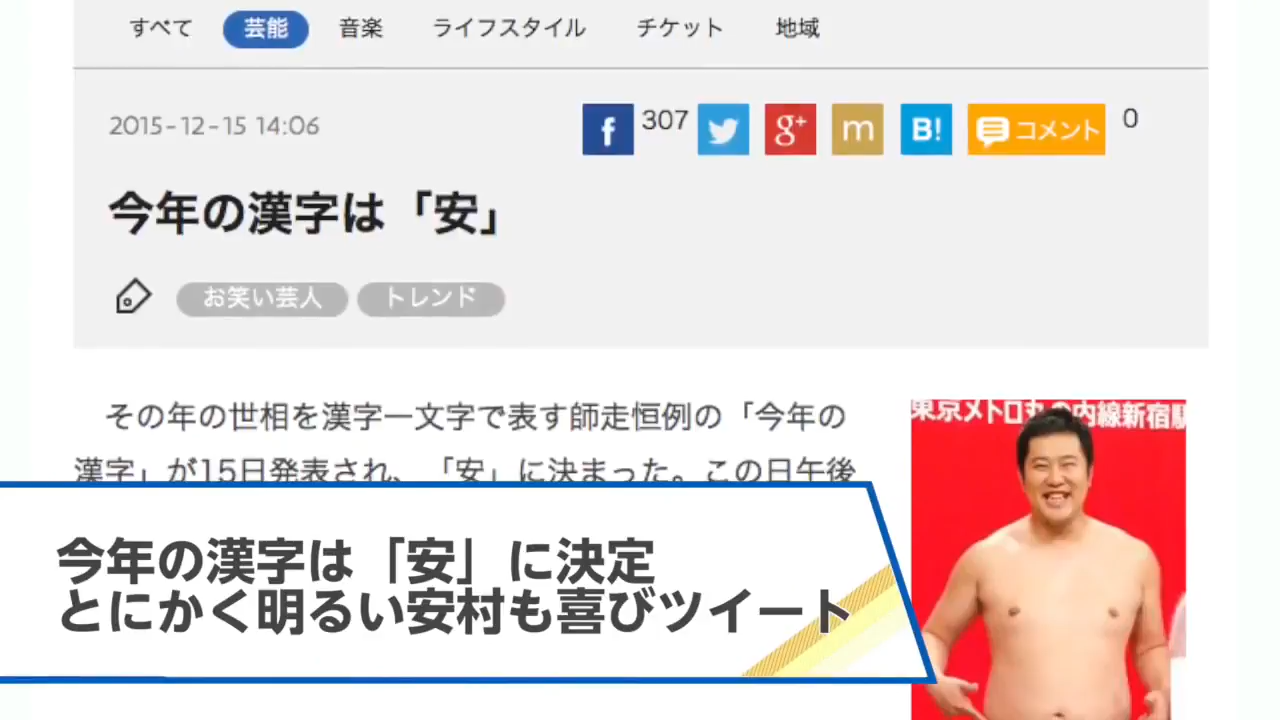 すべて 芸能 音楽 ライフスタイル チケット 地域
2015-12-15 14:06
f 307 g+ m B! コメント 0
今年の漢字は「安」
お笑い芸人 トレンド
その年の世相を漢字一文字で表す師走恒例の「今年の
漢字」が15日発表され、「安」に決まった。この日午後
東京メトロ丸の内線新宿駅
今年の漢字は「安」に決定
とにかく明るい安村も喜びツイート